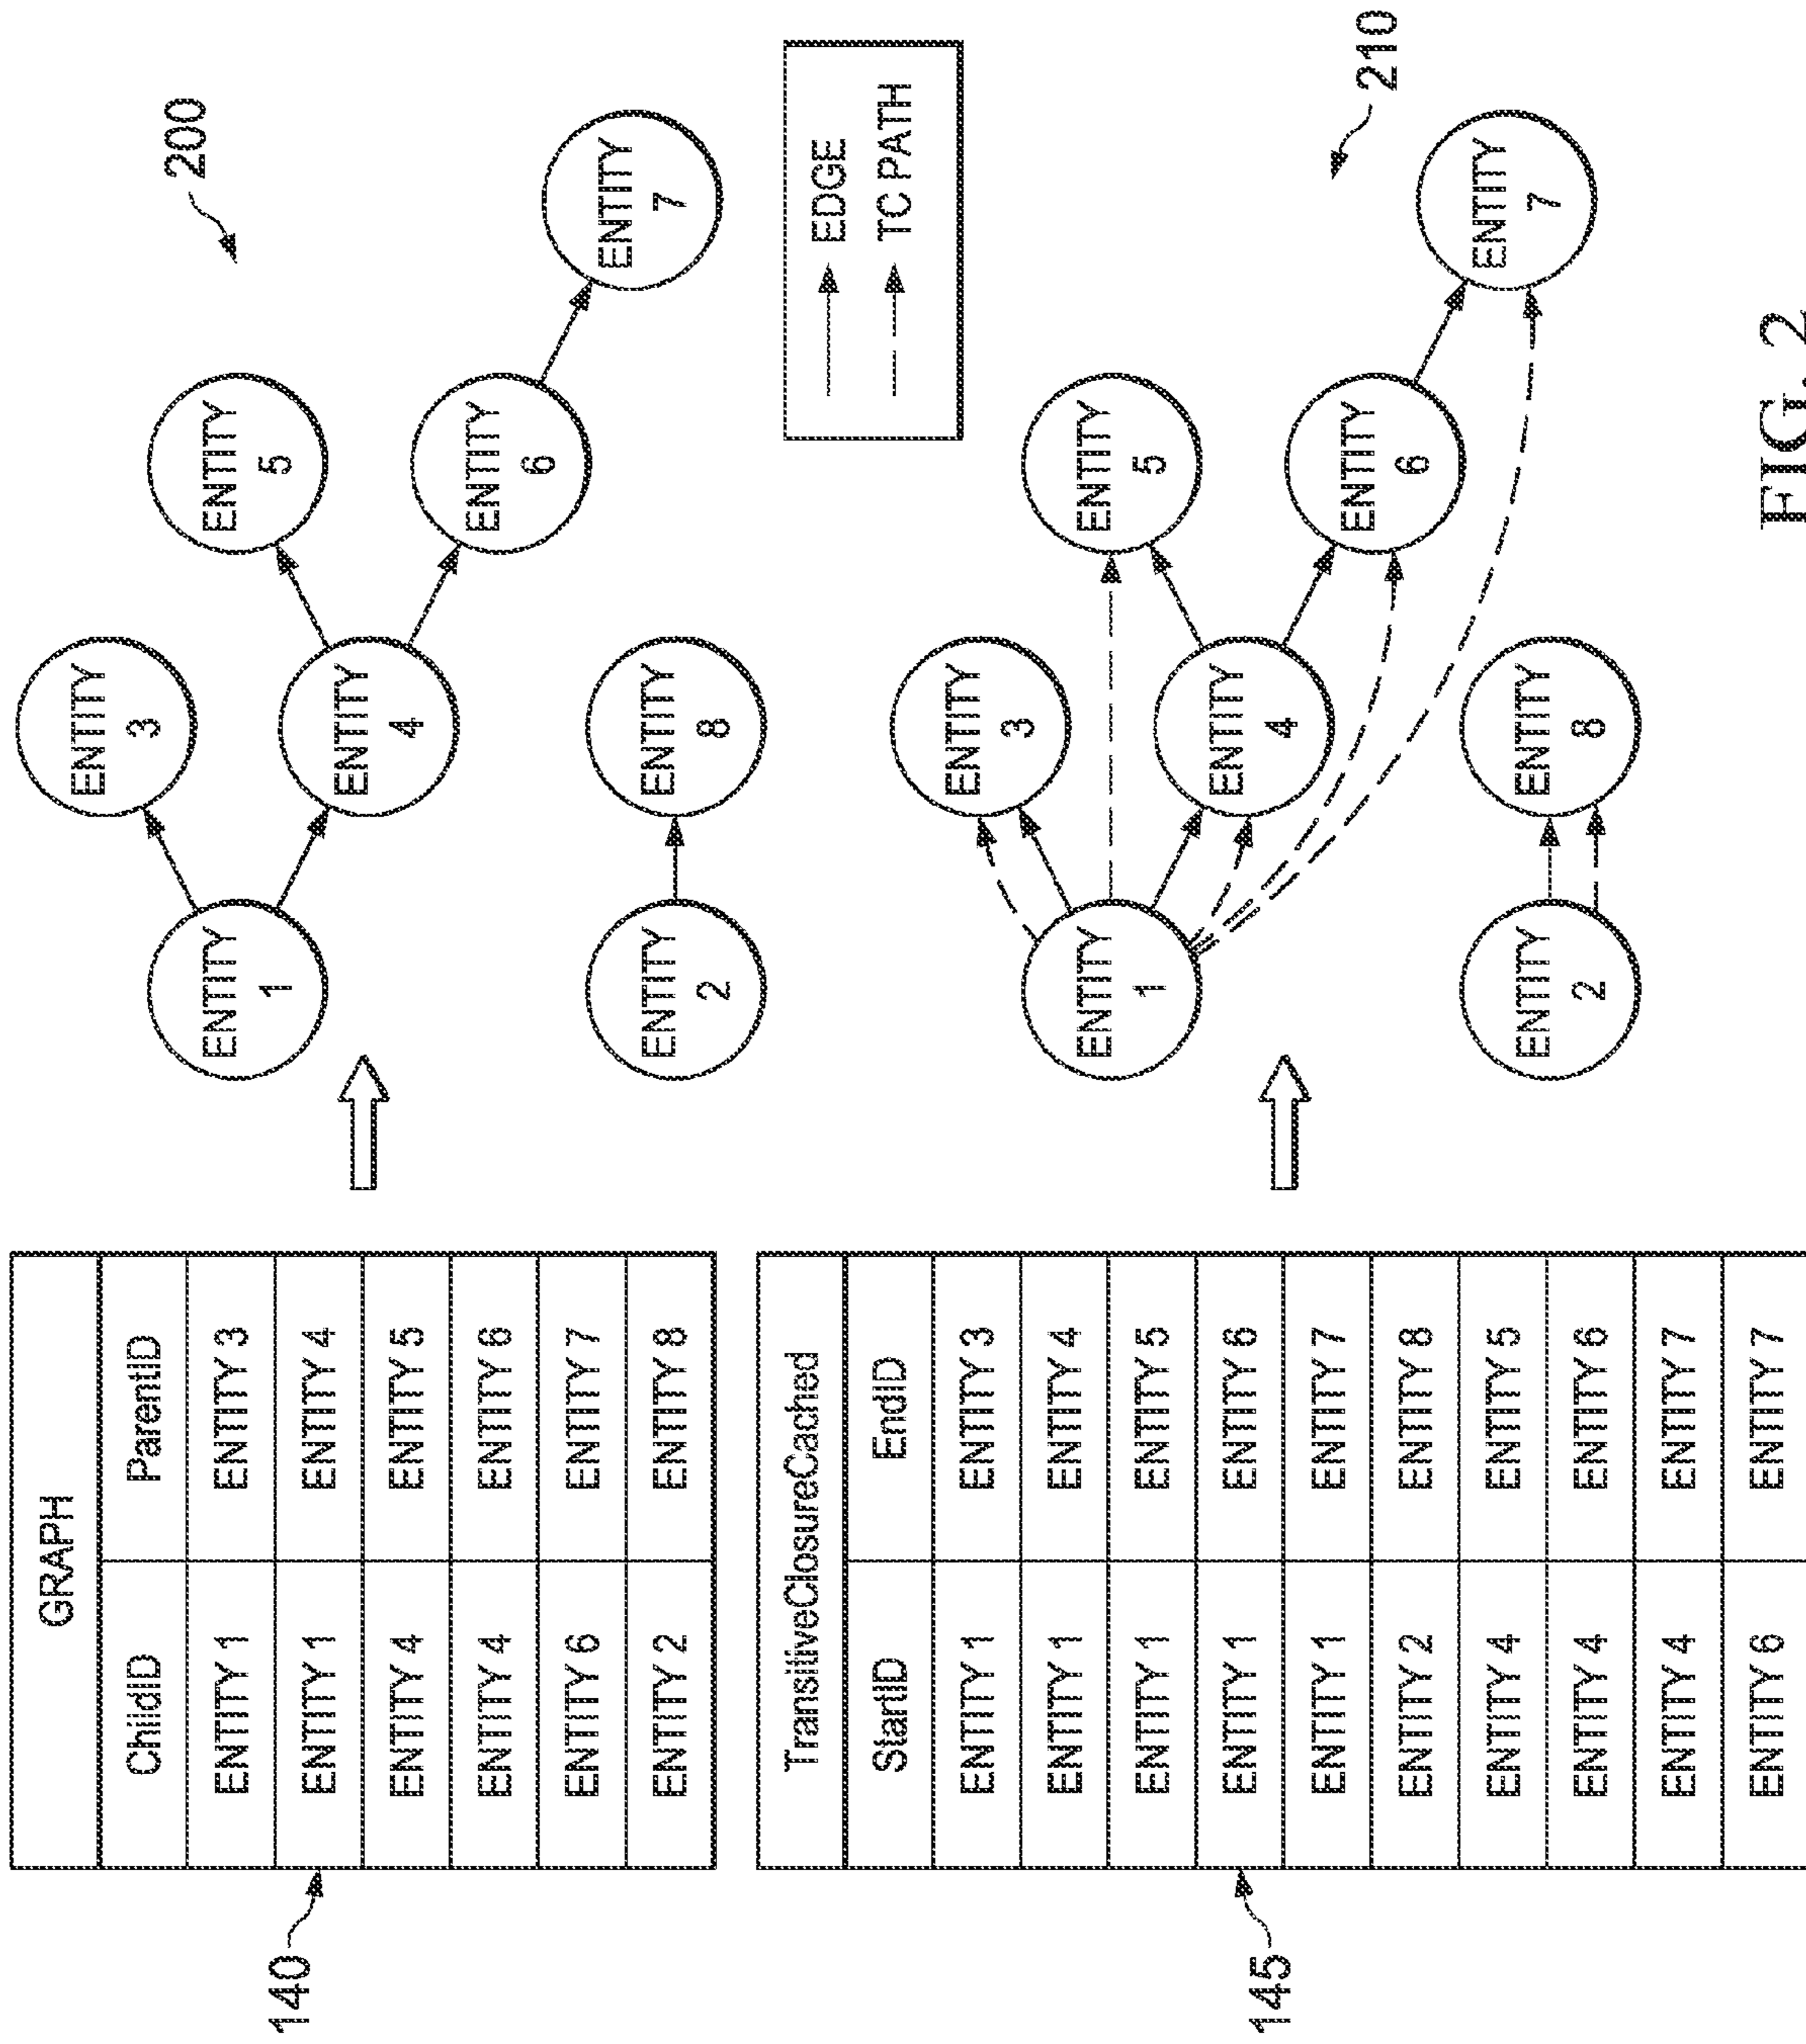 140
GRAPH
ChildID ParentID
ENTITY 1 ENTITY 3
ENTITY 1 ENTITY 4
ENTITY 4 ENTITY 5
ENTITY 4 ENTITY 6
ENTITY 6 ENTITY 7
ENTITY 2 ENTITY 8
200
ENTITY
3
ENTITY
1
ENTITY
5
ENTITY
4
ENTITY
6
ENTITY
7
ENTITY
2
ENTITY
8
EDGE
TC PATH
145
TransitiveClosureCached
StartID EndID
ENTITY 1 ENTITY 3
ENTITY 1 ENTITY 4
ENTITY 1 ENTITY 5
ENTITY 1 ENTITY 6
ENTITY 1 ENTITY 7
ENTITY 2 ENTITY 8
ENTITY 4 ENTITY 5
ENTITY 4 ENTITY 6
ENTITY 4 ENTITY 7
ENTITY 6 ENTITY 7
210
ENTITY
3
ENTITY
1
ENTITY
5
ENTITY
4
ENTITY
6
ENTITY
7
ENTITY
2
ENTITY
8
FIG. 2